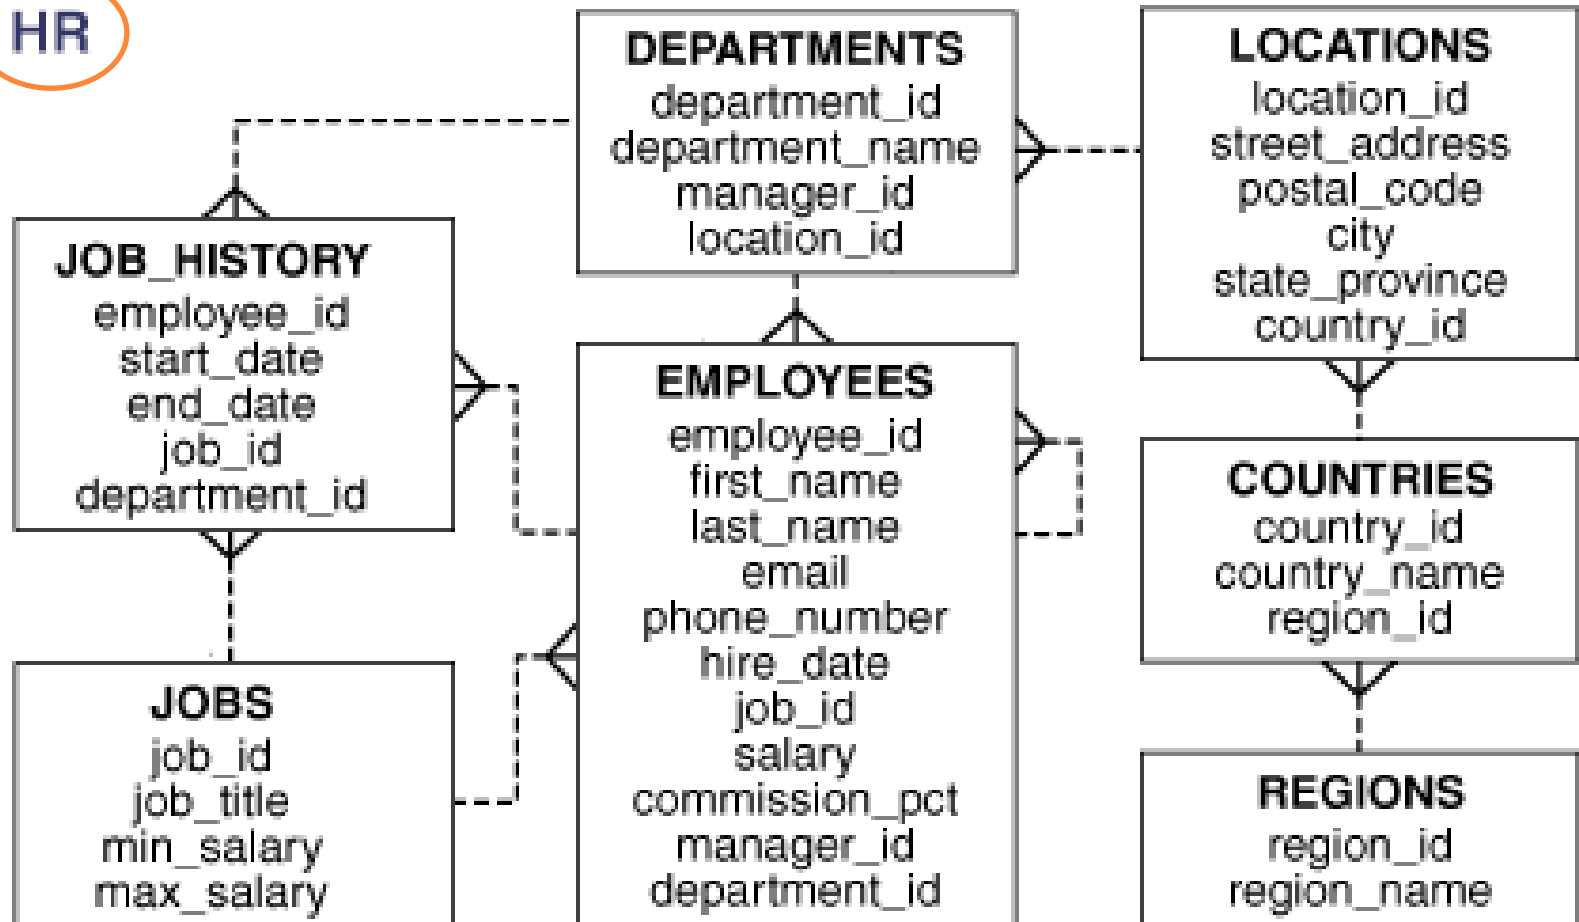 HR
DEPARTMENTS
department_id
department_name
manager_id
location_id
LOCATIONS
location_id
street_address
postal_code
city
state_province
country_id
JOB_HISTORY
employee_id
start_date
end_date
job_id
department_id
EMPLOYEES
employee_id
first_name
last_name
email
phone_number
hire_date
job_id
salary
commission_pct
manager_id
department_id
COUNTRIES
country_id
country_name
region_id
JOBS
job_id
job_title
min_salary
max_salary
REGIONS
region_id
region_name